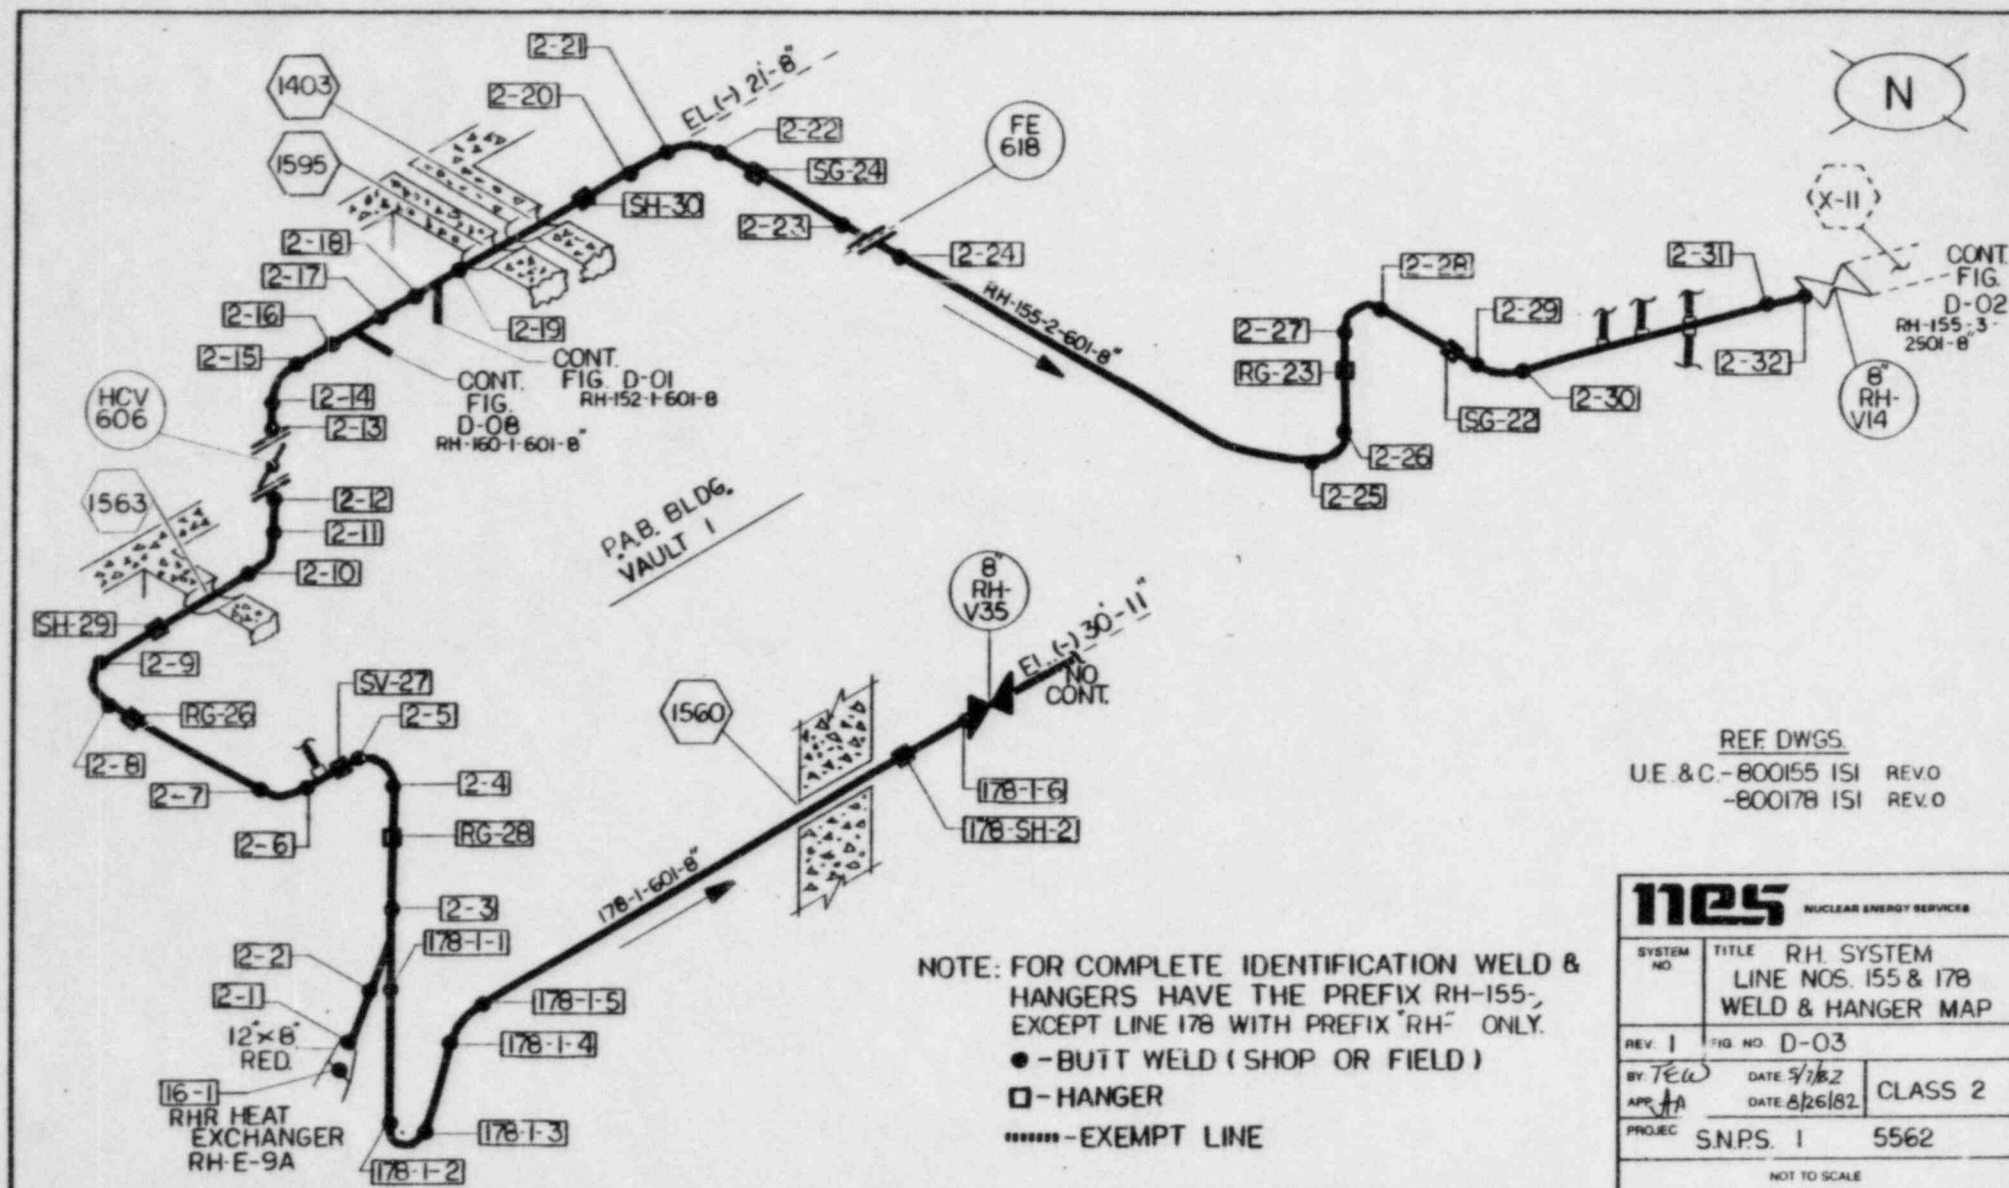 2-21
EL.(-) 21'-8"
1403
2-20
2-22
FE
618
N
1595
SG-24
SH-30
X-11
2-18
2-23
2-24
2-28
2-31
CONT.
FIG.
D-02
RH-155-3-
2501-8"
2-17
RH-155-2-601-8"
2-29
2-16
2-19
2-27
2-15
CONT.
FIG. D-01
RH-152-1-601-8
RG-23
2-32
CONT.
FIG.
D-08
RH-160-1-601-8"
HCV
606
2-14
2-30
8"
RH-
V14
2-13
SG-22
2-26
1563
2-12
2-25
2-11
P.A.B. BLDG.
VAULT 1
2-10
8"
RH-
V35
SH-29
EL.(-) 30'-11"
NO
CONT.
2-9
SV-27
RG-26
2-5
1560
2-8
2-4
2-7
178-1-6
2-6
RG-28
178-SH-2
REF. DWGS.
U.E.&C.-800155 ISI REV.0
-800178 ISI REV.0
178-1-601-8"
2-3
178-1-1
2-2
2-1
178-1-5
12"x8"
RED.
178-1-4
16-1
RHR HEAT
EXCHANGER
RH-E-9A
178-1-3
178-1-2
NOTE: FOR COMPLETE IDENTIFICATION WELD &
HANGERS HAVE THE PREFIX RH-155-,
EXCEPT LINE 178 WITH PREFIX "RH-" ONLY.
-BUTT WELD (SHOP OR FIELD)
-HANGER
-EXEMPT LINE
nes NUCLEAR ENERGY SERVICES
SYSTEM
NO.
TITLE R.H. SYSTEM
LINE NOS. 155 & 178
WELD & HANGER MAP
REV. 1 FIG. NO. D-03
BY: TEW DATE: 5/7/82
APP. DATE: 8/26/82
CLASS 2
PROJEC S.N.P.S. 1 5562
NOT TO SCALE